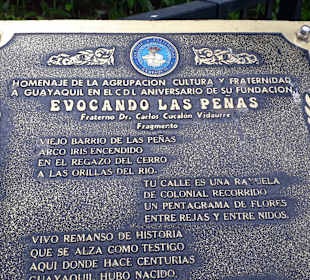 HOMENAJE DE LA AGRUPACION CULTURA Y FRATERNIDAD
A GUAYAQUIL EN EL CDL ANIVERSARIO DE SU FUNDACION
EVOCANDO LAS PEÑAS
Fraterno Dr. Carlos Cucalón Vidaurre
Fragmento
VIEJO BARRIO DE LAS PEÑAS
ARCO IRIS ENCENDIDO
EN EL REGAZO DEL CERRO
A LAS ORILLAS DEL RIO.
TU CALLE ES UNA RAYUELA
DE COLONIAL RECORRIDO
UN PENTAGRAMA DE FLORES
ENTRE REJAS Y ENTRE NIDOS.
VIVO REMANSO DE HISTORIA
QUE SE ALZA COMO TESTIGO
AQUI DONDE HACE CENTURIAS
GUAYAQUIL HUBO NACIDO.